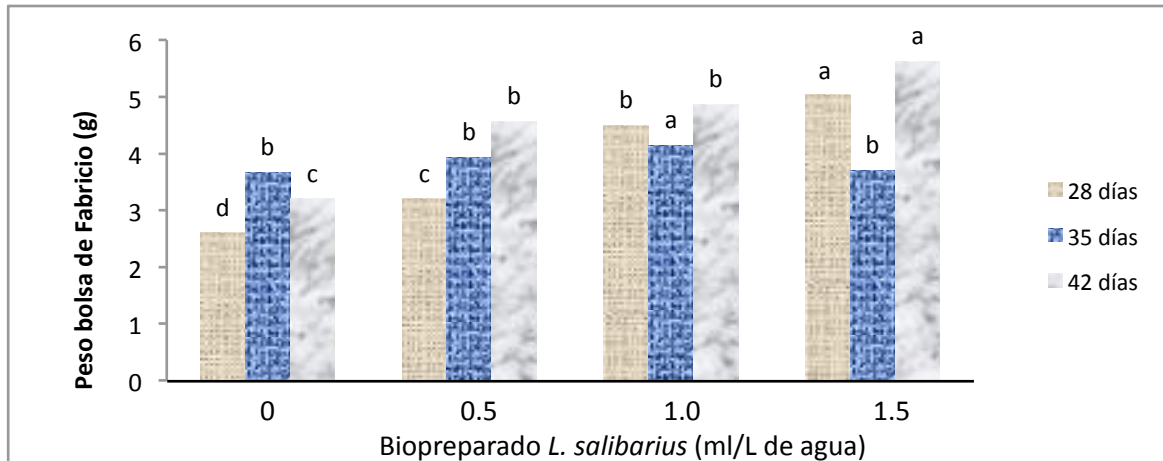 Peso bolsa de Fabricio (g)
6
5
4
3
2
1
0
d
b
c
c
b
b
b
a
b
a
b
a
0
0.5
1.0
1.5
Biopreparado L. salibarius (ml/L de agua)
28 días
35 días
42 días